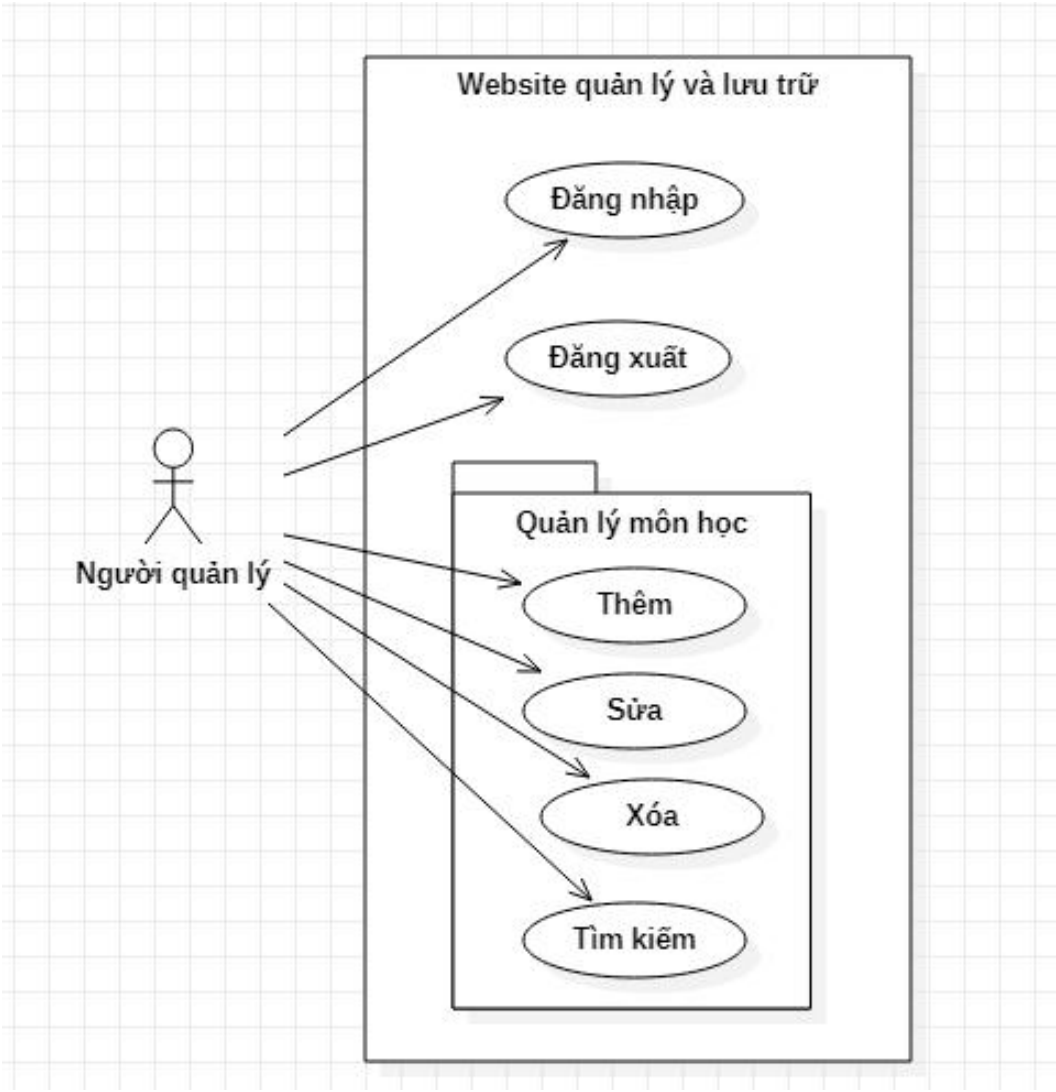 Website quản lý và lưu trữ
Đăng nhập
Đăng xuất
Người quản lý
Quản lý môn học
Thêm
Sửa
Xóa
Tìm kiếm